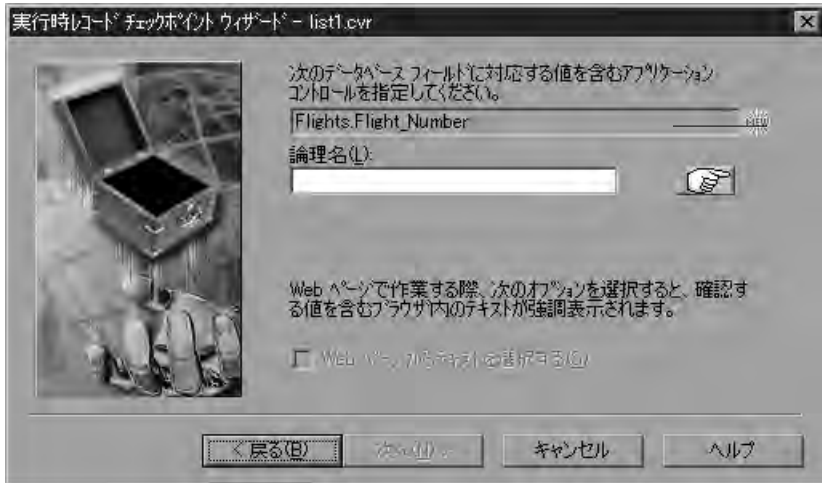 実行時レコード チェックポイント ウィザード - list1.cvr
次のデータベース フィールドに対応する値を含むアプリケーション
コントロールを指定してください。
Flights.Flight_Number
NEW
論理名(L):
Web ページで作業する際、次のオプションを選択すると、確認す
る値を含むブラウザ内のテキストが強調表示されます。
Web ページからテキストを選択する(S)
< 戻る(B)
次へ(N) >
キャンセル
ヘルプ